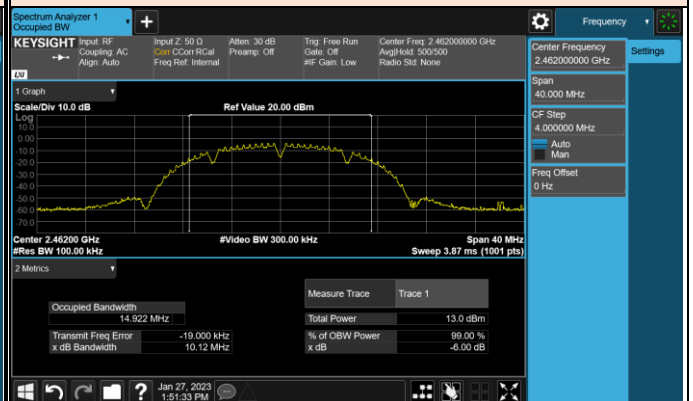 Spectrum Analyzer 1
Occupied BW
Frequency
KEYSIGHT
Input: RF
Coupling: AC
Align: Auto
Input Z: 50 Ω
Corr CCorr RCal
Freq Ref: Internal
Atten: 30 dB
Preamp: Off
Trig: Free Run
Gate: Off
#IF Gain: Low
Center Freq: 2.462000000 GHz
Avg|Hold: 500/500
Radio Std: None
LXI
Center Frequency
2.462000000 GHz
Settings
Span
40.000 MHz
CF Step
4.000000 MHz
Auto
Man
Freq Offset
0 Hz
1 Graph
Scale/Div 10.0 dB
Ref Value 20.00 dBm
Log
10.0
0.00
-10.0
-20.0
-30.0
-40.0
-50.0
-60.0
-70.0
Center 2.46200 GHz
#Video BW 300.00 kHz
Span 40 MHz
#Res BW 100.00 kHz
Sweep 3.87 ms (1001 pts)
2 Metrics
Measure Trace
Trace 1
Occupied Bandwidth
14.922 MHz
Total Power
13.0 dBm
Transmit Freq Error
-19.000 kHz
% of OBW Power
99.00 %
x dB Bandwidth
10.12 MHz
x dB
-6.00 dB
?
Jan 27, 2023
1:51:33 PM